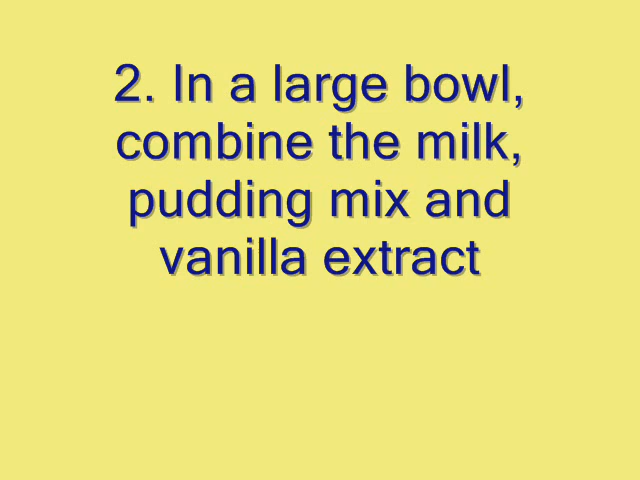 2. In a large bowl,
combine the milk,
pudding mix and
vanilla extract